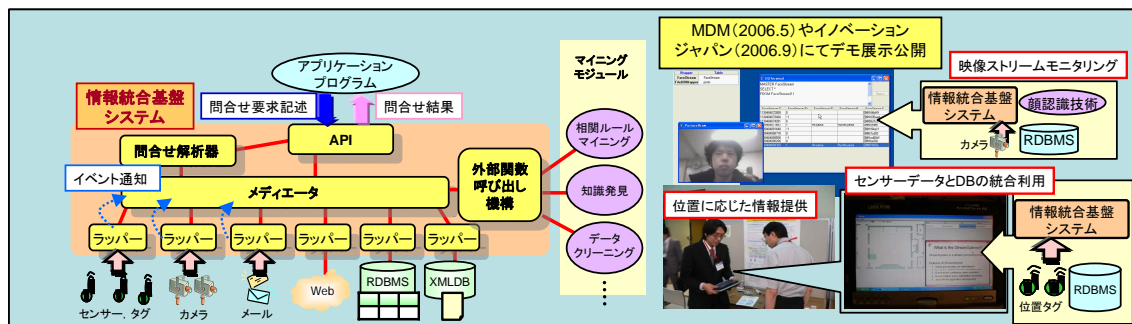 アプリケーション
プログラム
情報統合基盤
システム
問合せ要求記述
問合せ結果
API
問合せ解析器
イベント通知
メディエータ
外部関数
呼び出し
機構
ラッパー
ラッパー
ラッパー
ラッパー
ラッパー
ラッパー
センサー，タグ
カメラ
メール
Web
RDBMS
XMLDB
マイニング
モジュール
相関ルール
マイニング
知識発見
データ
クリーニング
MDM（2006.5）やイノベーション
ジャパン（2006.9）にてデモ展示公開
映像ストリームモニタリング
情報統合基盤
システム
顔認識技術
カメラ
RDBMS
センサーデータとDBの統合利用
位置に応じた情報提供
情報統合基盤
システム
位置タグ
RDBMS